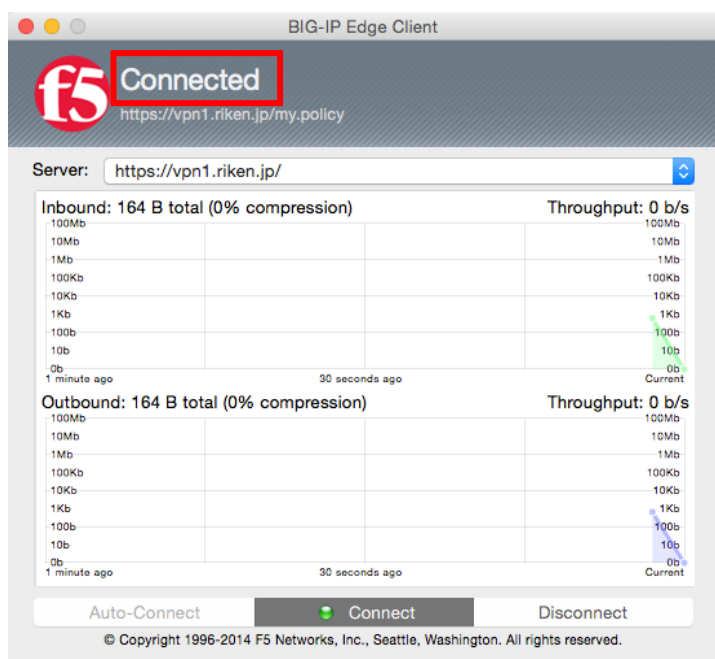 BIG-IP Edge Client
f5
Connected
https://vpn1.riken.jp/my.policy
Server: https://vpn1.riken.jp/
Inbound: 164 B total (0% compression) Throughput: 0 b/s
100Mb 100Mb
10Mb 10Mb
1Mb 1Mb
100Kb 100Kb
10Kb 10Kb
1Kb 1Kb
100b 100b
10b 10b
0b 0b
1 minute ago 30 seconds ago Current
Outbound: 164 B total (0% compression) Throughput: 0 b/s
100Mb 100Mb
10Mb 10Mb
1Mb 1Mb
100Kb 100Kb
10Kb 10Kb
1Kb 1Kb
100b 100b
10b 10b
0b 0b
1 minute ago 30 seconds ago Current
Auto-Connect Connect Disconnect
© Copyright 1996-2014 F5 Networks, Inc., Seattle, Washington. All rights reserved.